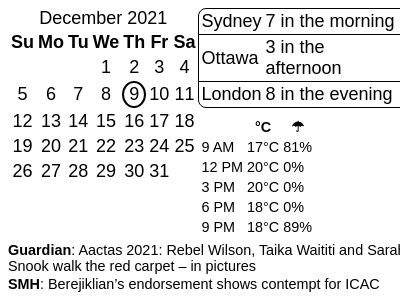 December 2021
Su Mo Tu We Th Fr Sa
1 2 3 4
5 6 7 8 9 10 11
12 13 14 15 16 17 18
19 20 21 22 23 24 25
26 27 28 29 30 31
Sydney 7 in the morning
Ottawa 3 in the
afternoon
London 8 in the evening
°C ☂
9 AM 17°C 81%
12 PM 20°C 0%
3 PM 20°C 0%
6 PM 18°C 0%
9 PM 18°C 89%
Guardian: Aactas 2021: Rebel Wilson, Taika Waititi and Sarah
Snook walk the red carpet – in pictures
SMH: Berejiklian's endorsement shows contempt for ICAC